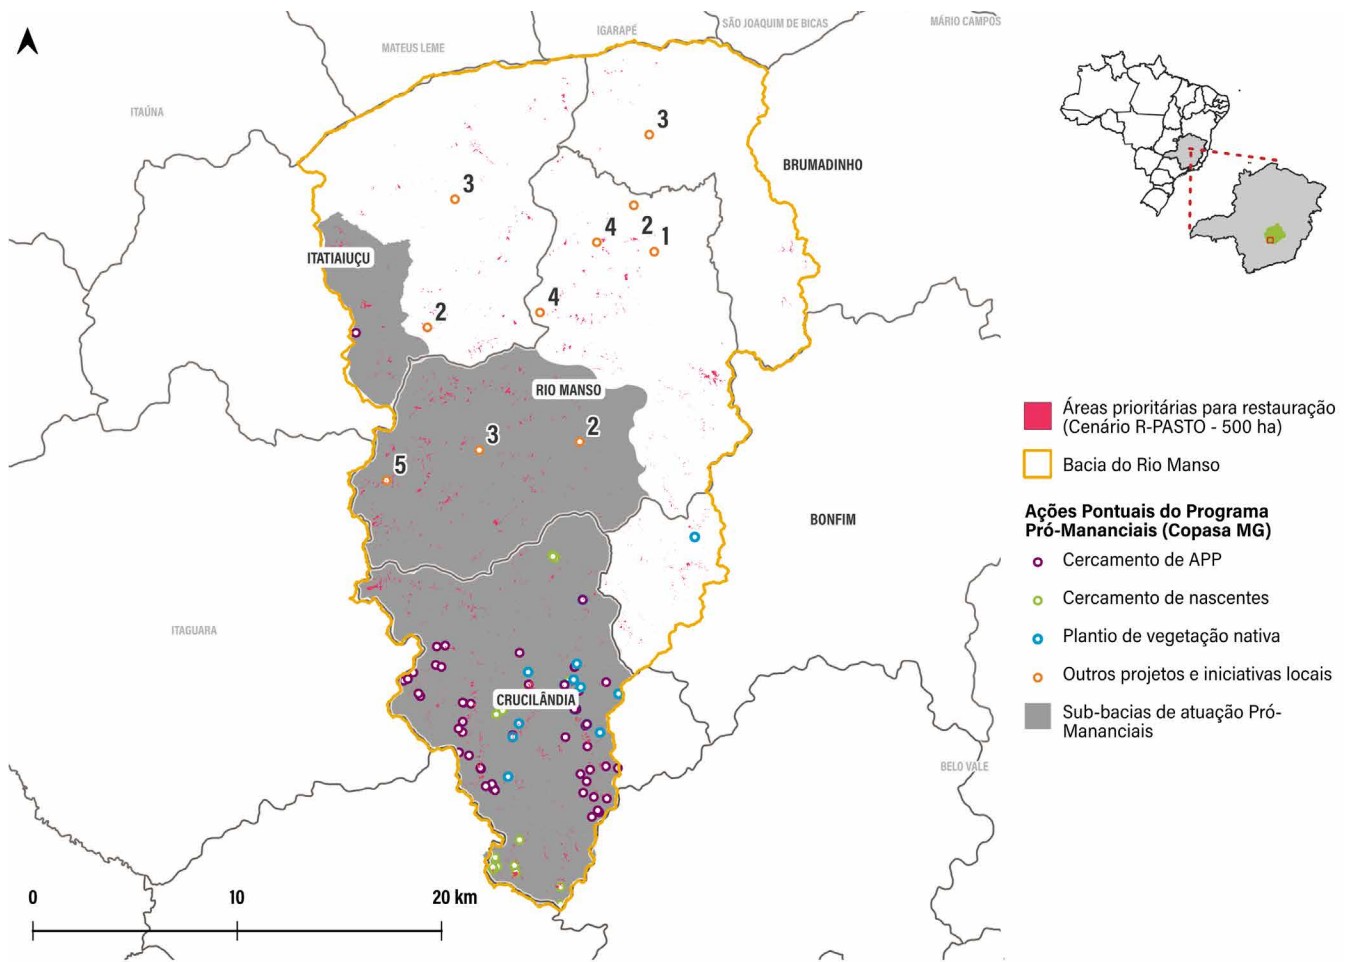 MATEUS LEME
IGARAPÉ
SÃO JOAQUIM DE BICAS
MÁRIO CAMPOS
ITAÚNA
3
BRUMADINHO
3
2
4
1
ITATIAIUÇU
4
2
RIO MANSO
3
2
5
BONFIM
ITAGUARA
CRUCILÂNDIA
BELO VALE
0
10
20 km
Áreas prioritárias para restauração
(Cenário R-PASTO - 500 ha)
Bacia do Rio Manso
Ações Pontuais do Programa
Pró-Mananciais (Copasa MG)
Cercamento de APP
Cercamento de nascentes
Plantio de vegetação nativa
Outros projetos e iniciativas locais
Sub-bacias de atuação Pró-
Mananciais